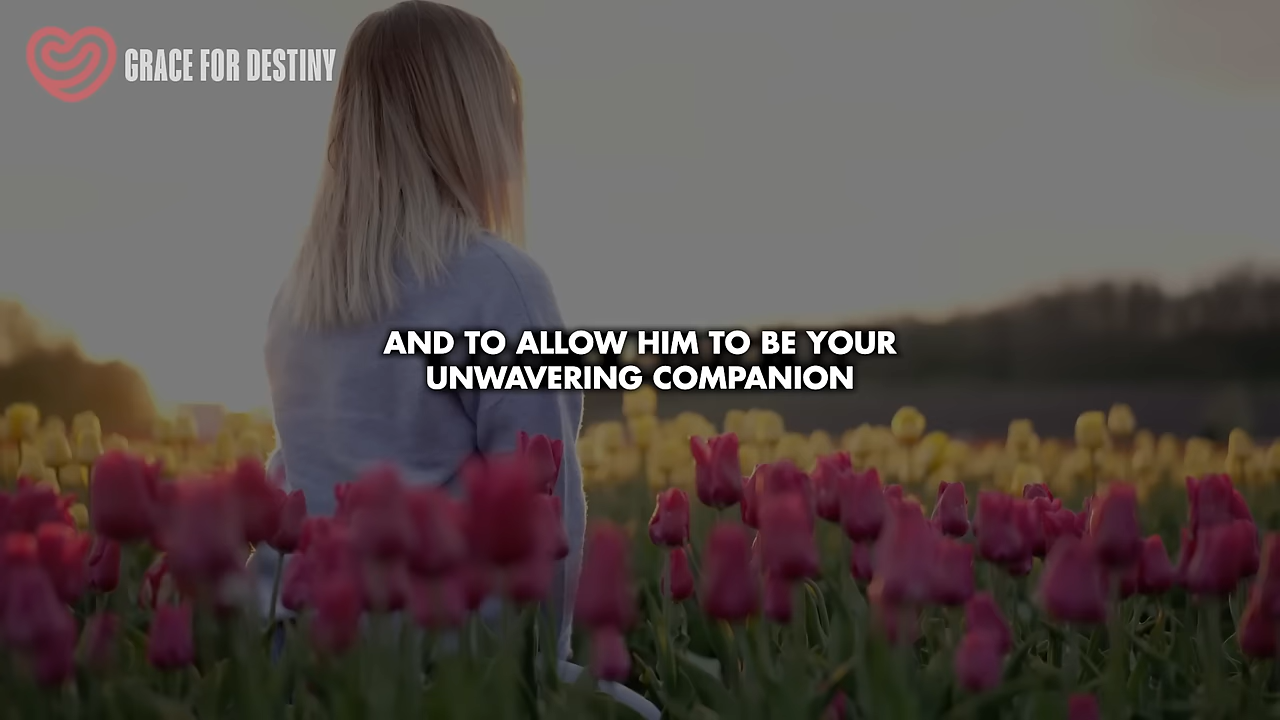 GRACE FOR DESTINY
AND TO ALLOW HIM TO BE YOUR
UNWAVERING COMPANION